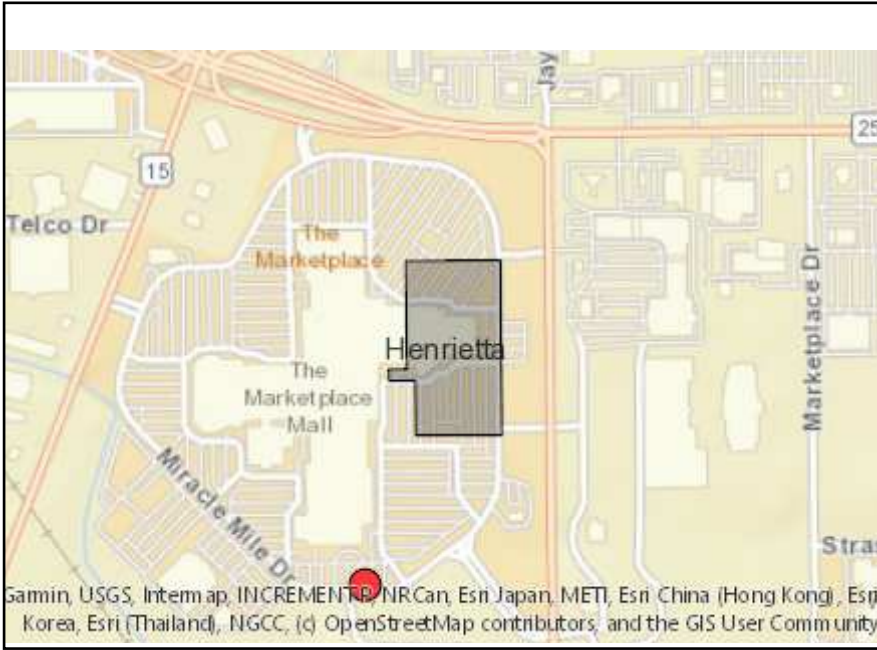 Jay
25
15
Telco Dr
The
Marketplace
Henrietta
The
Marketplace
Mall
Marketplace Dr
Miracle Mile Dr
Stras
Garmin, USGS, Intermap, INCREMENT P, NRCan, Esri Japan, METI, Esri China (Hong Kong), Esri
Korea, Esri (Thailand), NGCC, (c) OpenStreetMap contributors, and the GIS User Community